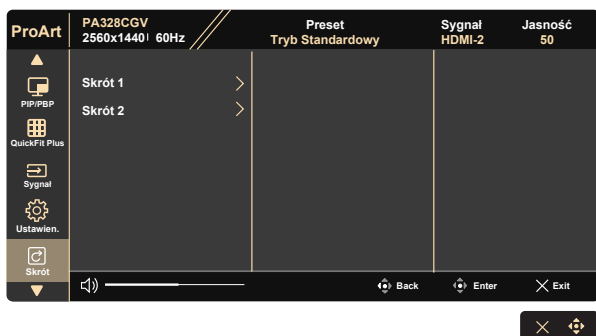 ProArt
PA328CGV
2560x1440 60Hz
Preset
Tryb Standardowy
Sygnał
HDMI-2
Jasność
50
PIP/PBP
QuickFit Plus
Sygnał
Ustawien.
Skrót
Skrót 1
Skrót 2
Back
Enter
Exit